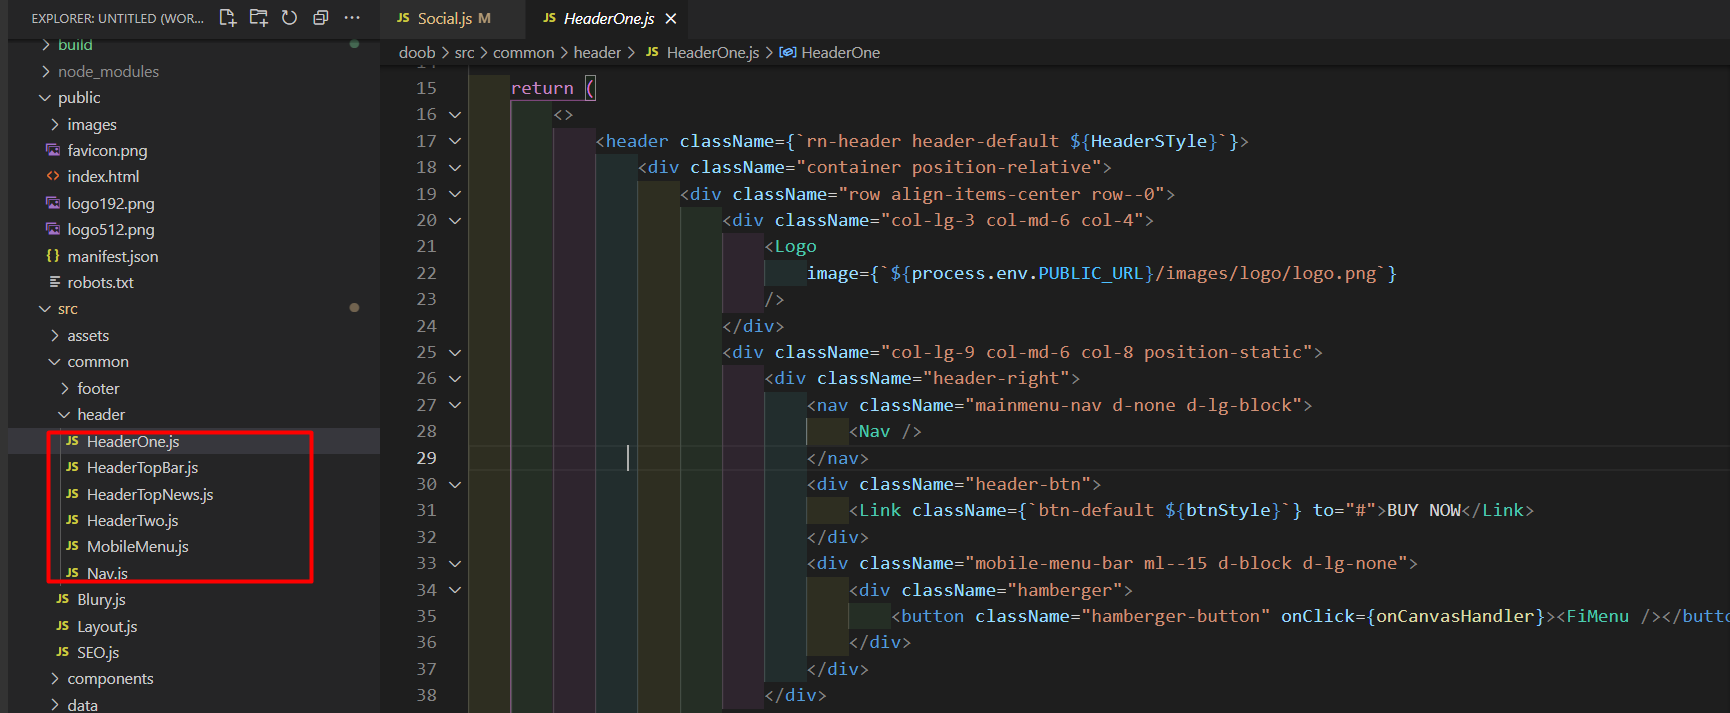 EXPLORER: UNTITLED (WOR...
build
node_modules
public
images
favicon.png
index.html
logo192.png
logo512.png
manifest.json
robots.txt
src
assets
common
footer
header
JS HeaderOne.js
JS HeaderTopBar.js
JS HeaderTopNews.js
JS HeaderTwo.js
JS MobileMenu.js
JS Nav.js
JS Blury.js
JS Layout.js
JS SEO.js
components
data
JS Social.js M
JS HeaderOne.js
doob > src > common > header > JS HeaderOne.js > HeaderOne
15 return (
16 <>
17 <header className={`rn-header header-default ${HeaderSTyle}`}>
18 <div className="container position-relative">
19 <div className="row align-items-center row--0">
20 <div className="col-lg-3 col-md-6 col-4">
21 <Logo
22 image={`${process.env.PUBLIC_URL}/images/logo/logo.png`}
23 />
24 </div>
25 <div className="col-lg-9 col-md-6 col-8 position-static">
26 <div className="header-right">
27 <nav className="mainmenu-nav d-none d-lg-block">
28 <Nav />
29 </nav>
30 <div className="header-btn">
31 <Link className={`btn-default ${btnStyle}`} to="#">BUY NOW</Link>
32 </div>
33 <div className="mobile-menu-bar ml--15 d-block d-lg-none">
34 <div className="hamberger">
35 <button className="hamberger-button" onClick={onCanvasHandler}><FiMenu /></butto
36 </div>
37 </div>
38 </div>